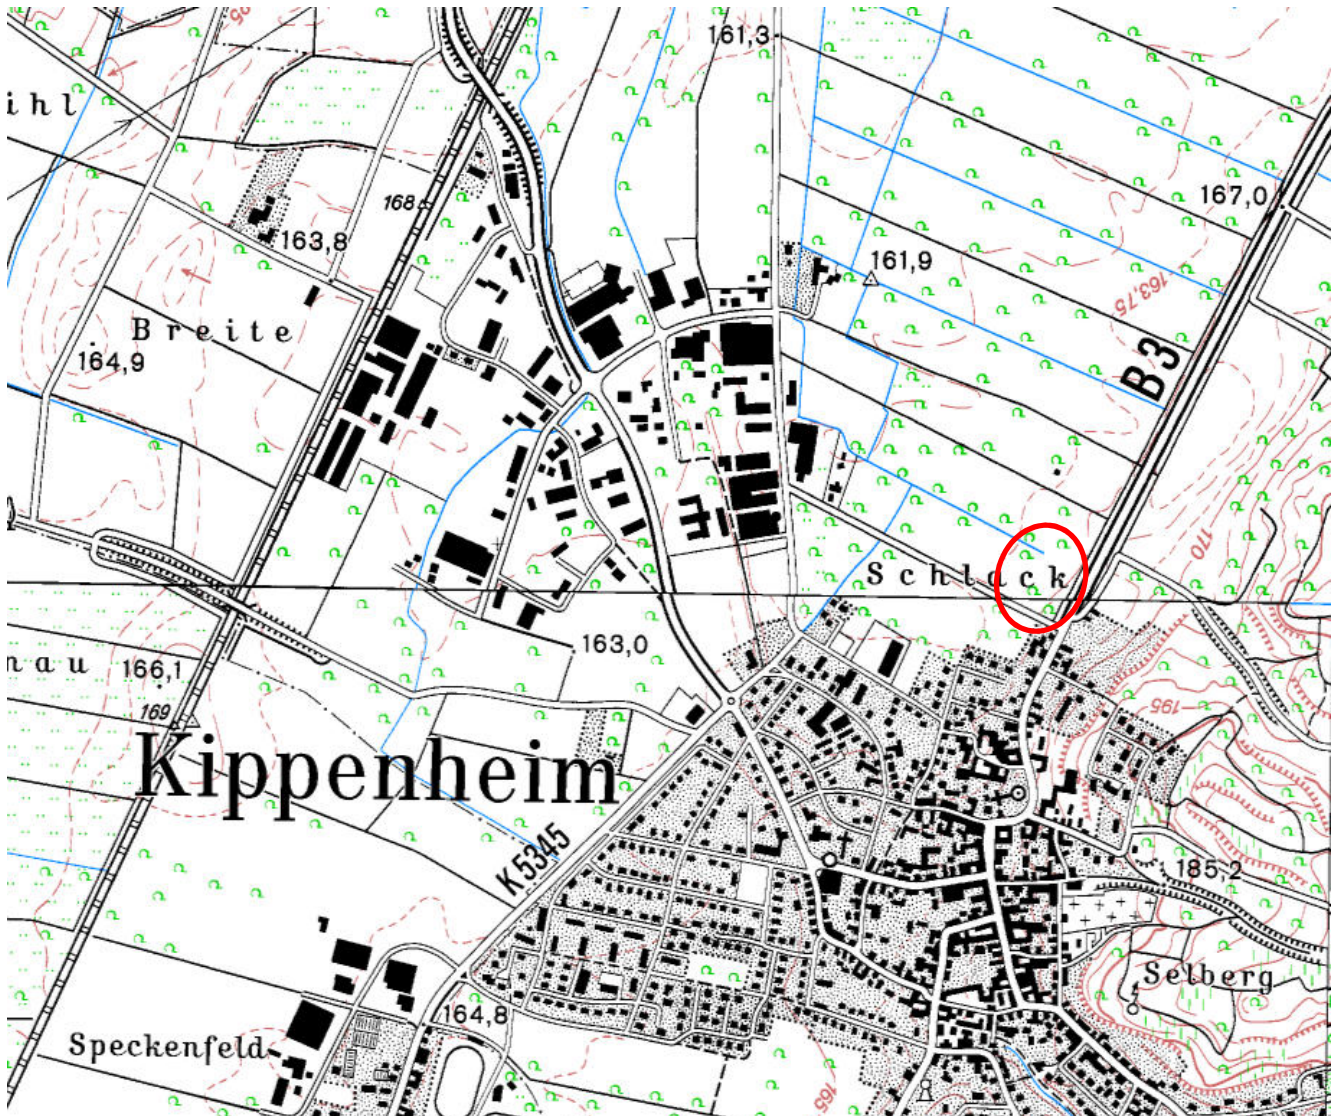 161,3
ihl
168
167,0
163,8
161,9
163,75
Breite
164,9
B3
170
Schlack
163,0
nau
166,1
195
169
Kippenheim
K5345
185,2
Selberg
164,8
Speckenfeld
165